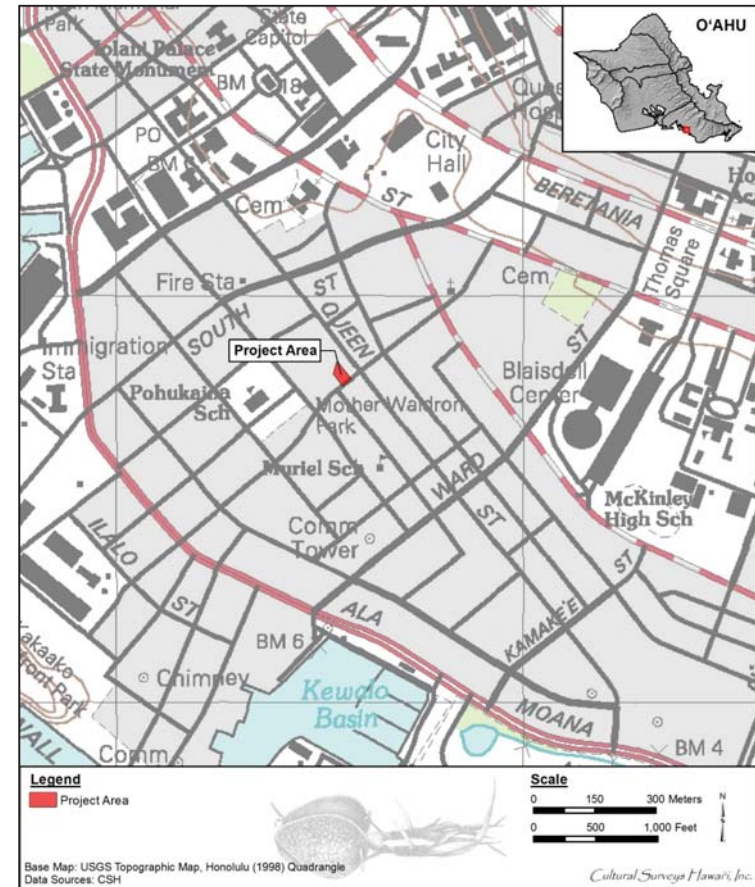 Park
Iolani Palace
State Monument
State
Capitol
BM
18
PO
BM
Cem
City
Hall
ST
BERETANIA
Thomas
Square
Cem
Fire Sta
SOUTH
ST
QUEEN
Project Area
Immigration
Sta
Pohukaina
Sch
Mother Waldron
Park
Muriel Sch
Blaisdell
Center
ST
WARD
ST
McKinley
High Sch
Comm
Tower
ILALO
ST
ALA
MOANA
KAMAKE'E
ST
BM 6
Chimney
Kewalo
Basin
Kakaako
Comm
BM 4
O'AHU
Legend
Project Area
Scale
0 150 300 Meters
0 500 1,000 Feet
N
Base Map: USGS Topographic Map, Honolulu (1998) Quadrangle
Data Sources: CSH
Cultural Surveys Hawai'i, Inc.